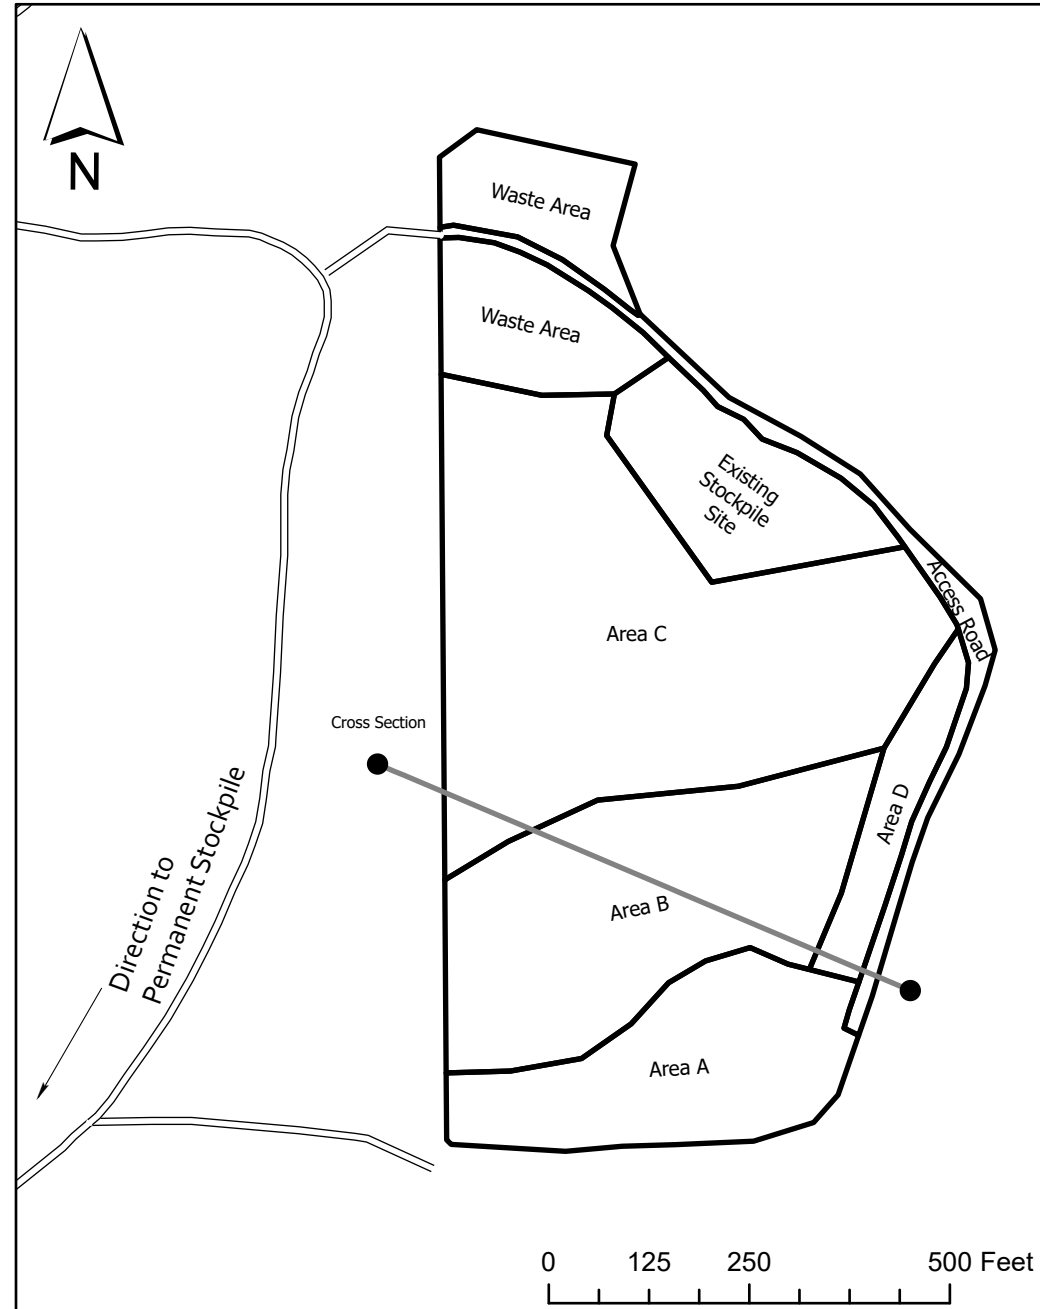 N
Waste Area
Waste Area
Existing
Stockpile
Site
Access Road
Area C
Cross Section
Area D
Direction to
Permanent Stockpile
Area B
Area A
0 125 250 500 Feet